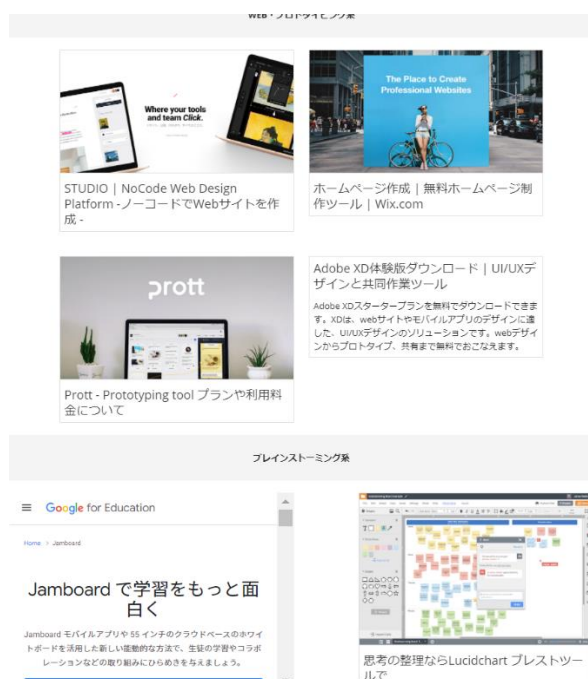 WEB・プロトタイピング系
Where your tools
and team Click.
The Place to Create
Professional Websites
STUDIO | NoCode Web Design
Platform -ノーコードでWebサイトを作
成 -
ホームページ作成 | 無料ホームページ制
作ツール | Wix.com
prott
Adobe XD体験版ダウンロード | UI/UXデ
ザインと共同作業ツール
Adobe XDスタータープランを無料でダウンロードできま
す。XDは、webサイトやモバイルアプリのデザインに適
した、UI/UXデザインのソリューションです。webデザイ
ンからプロトタイプ、共有まで無料でおこなえます。
Prott - Prototyping tool プランや利用料
金について
ブレインストーミング系
Google for Education
Home > Jamboard
Jamboard で学習をもっと面
白く
Jamboard モバイルアプリや 55 インチのクラウドベースのホワイ
トボードを活用した新しい能動的な方法で、生徒の学習やコラボ
レーションなどの取り組みにひらめきを与えましょう。
思考の整理ならLucidchart ブレストツー
ルで